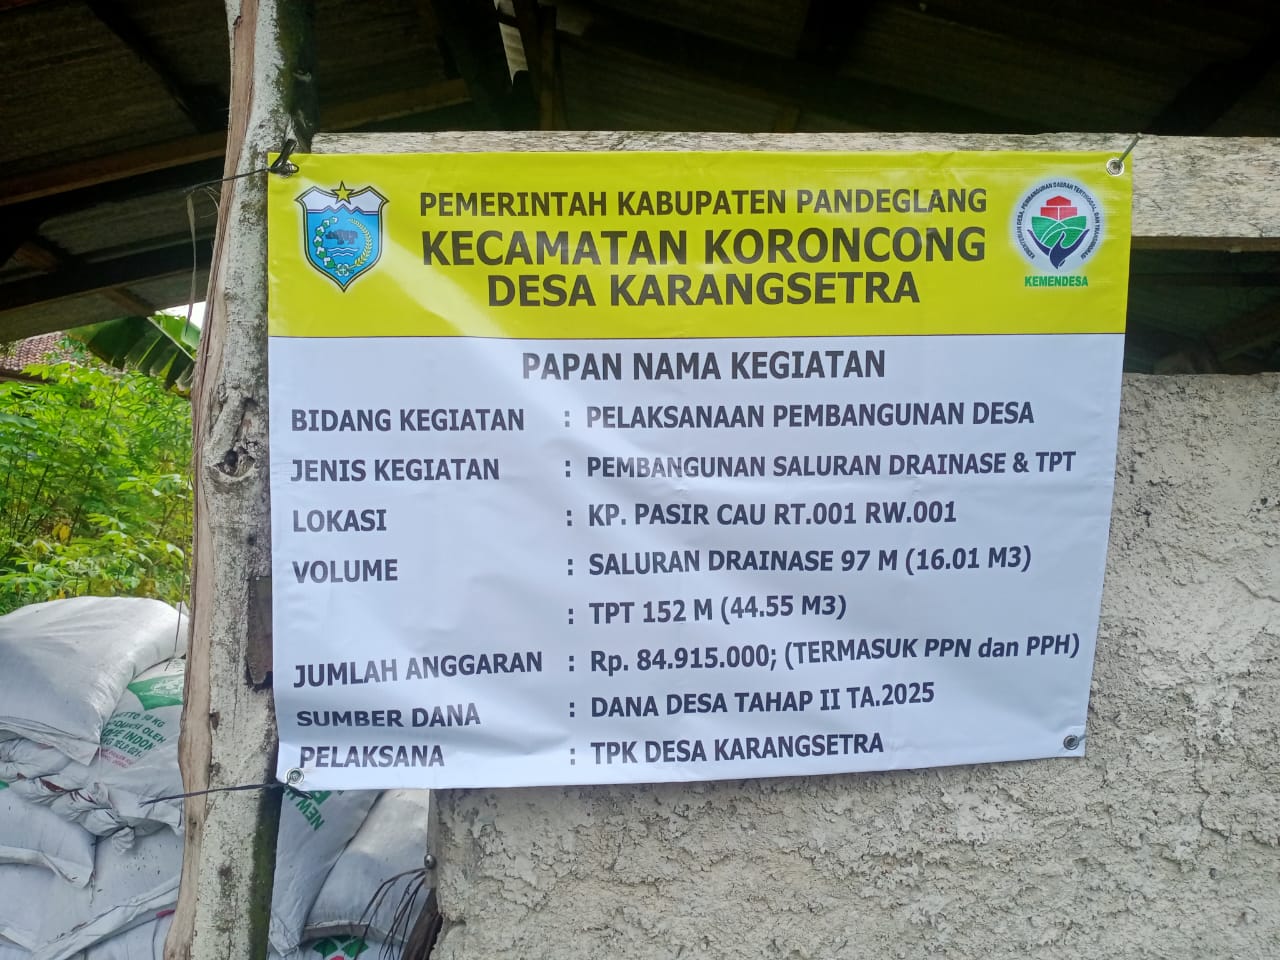 PEMERINTAH KABUPATEN PANDEGLANG
KECAMATAN KORONCONG
DESA KARANGSETRA
KEMENDESA
PAPAN NAMA KEGIATAN
BIDANG KEGIATAN : PELAKSANAAN PEMBANGUNAN DESA
JENIS KEGIATAN : PEMBANGUNAN SALURAN DRAINASE & TPT
LOKASI : KP. PASIR CAU RT.001 RW.001
VOLUME : SALURAN DRAINASE 97 M (16.01 M3)
: TPT 152 M (44.55 M3)
JUMLAH ANGGARAN : Rp. 84.915.000; (TERMASUK PPN dan PPH)
SUMBER DANA : DANA DESA TAHAP II TA.2025
PELAKSANA : TPK DESA KARANGSETRA